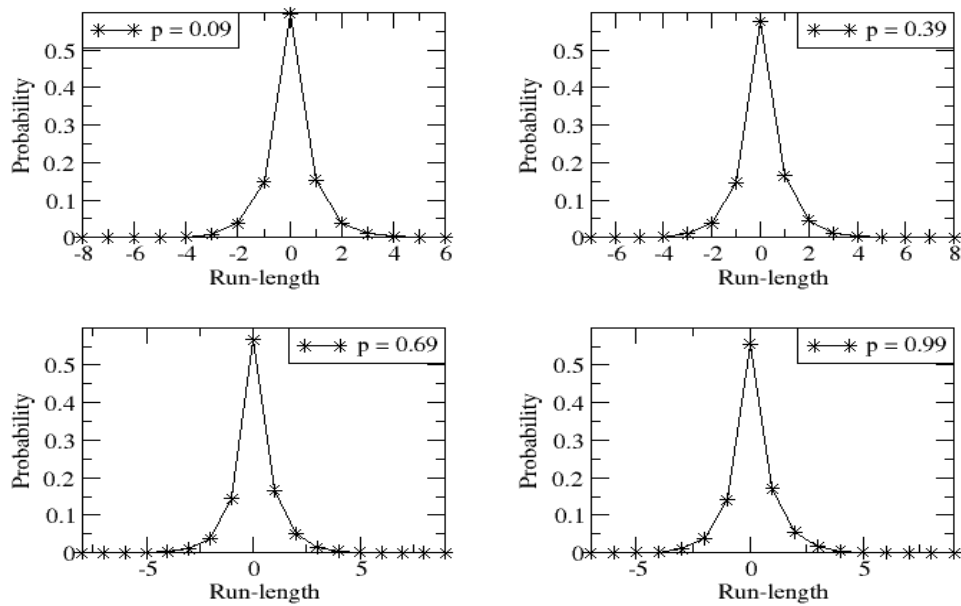 p = 0.09
Probability
0.5
0.4
0.3
0.2
0.1
0
-8 -6 -4 -2 0 2 4 6
Run-length
p = 0.39
Probability
0.5
0.4
0.3
0.2
0.1
0
-6 -4 -2 0 2 4 6 8
Run-length
p = 0.69
Probability
0.5
0.4
0.3
0.2
0.1
0
-5 0 5
Run-length
p = 0.99
Probability
0.5
0.4
0.3
0.2
0.1
0
-5 0 5
Run-length